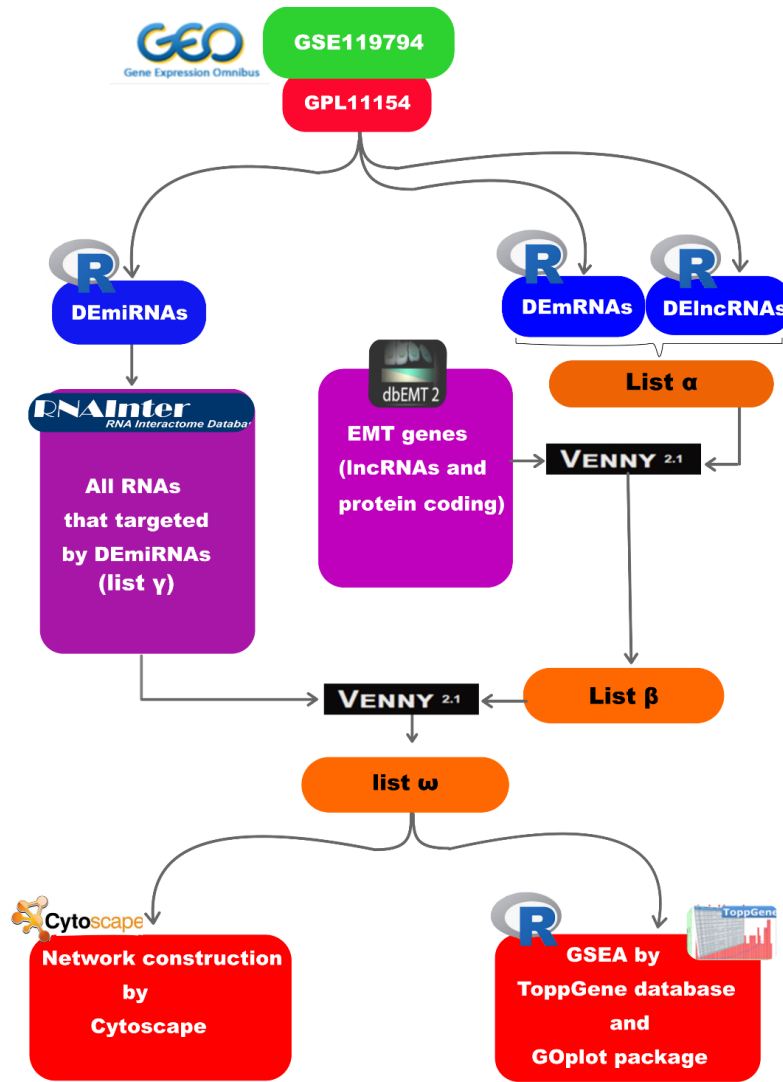 GEO
Gene Expression Omnibus
GSE119794
GPL11154
R
DEmiRNAs
R
DEmRNAs
R
DElncRNAs
List α
RNAInter
RNA Interactome Databa
All RNAs
that targeted
by DEmiRNAs
(list γ)
dbEMT 2
EMT genes
(lncRNAs and
protein coding)
VENNY 2.1
List β
VENNY 2.1
list ω
Cytoscape
Network construction
by
Cytoscape
R
ToppGene
GSEA by
ToppGene database
and
GOplot package